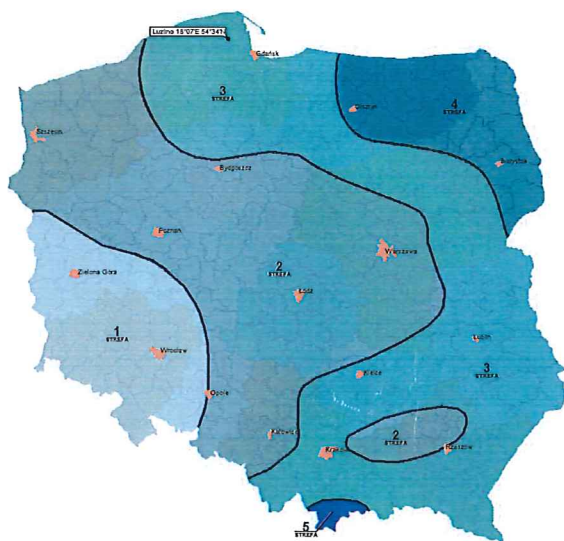 Luzino 18°07'E 54°34'N
Gdańsk
3
STREFA
Olsztyn
4
STREFA
Szczecin
Białystok
Bydgoszcz
Poznań
Warszawa
2
STREFA
Zielona Góra
Łódź
1
STREFA
Wrocław
Lublin
3
STREFA
Kielce
Opole
2
STREFA
Katowice
Kraków
Rzeszów
5
STREFA